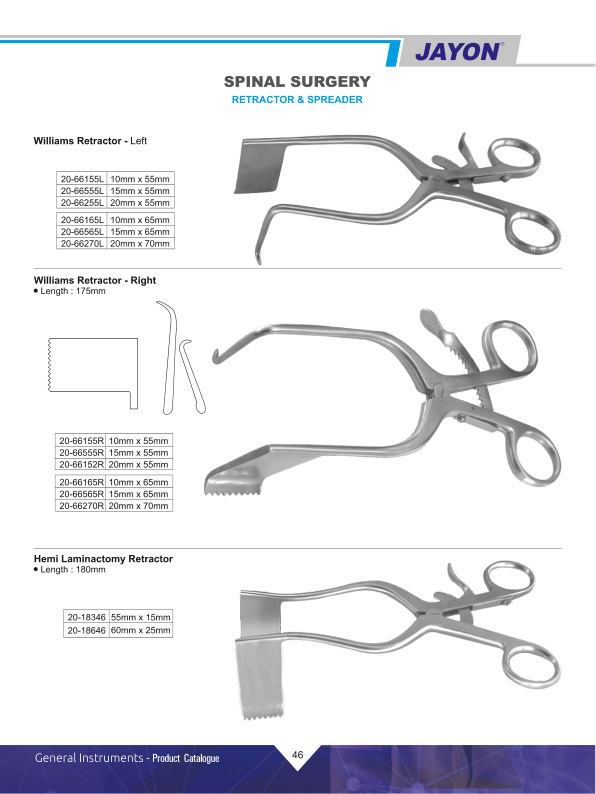 JAYON®
SPINAL SURGERY
RETRACTOR & SPREADER
Williams Retractor - Left
20-66155L 10mm x 55mm
20-66555L 15mm x 55mm
20-66255L 20mm x 55mm
20-66165L 10mm x 65mm
20-66565L 15mm x 65mm
20-66270L 20mm x 70mm
Williams Retractor - Right
• Length : 175mm
20-66155R 10mm x 55mm
20-66555R 15mm x 55mm
20-66152R 20mm x 55mm
20-66165R 10mm x 65mm
20-66565R 15mm x 65mm
20-66270R 20mm x 70mm
Hemi Laminactomy Retractor
• Length : 180mm
20-18346 55mm x 15mm
20-18646 60mm x 25mm
General Instruments - Product Catalogue
46